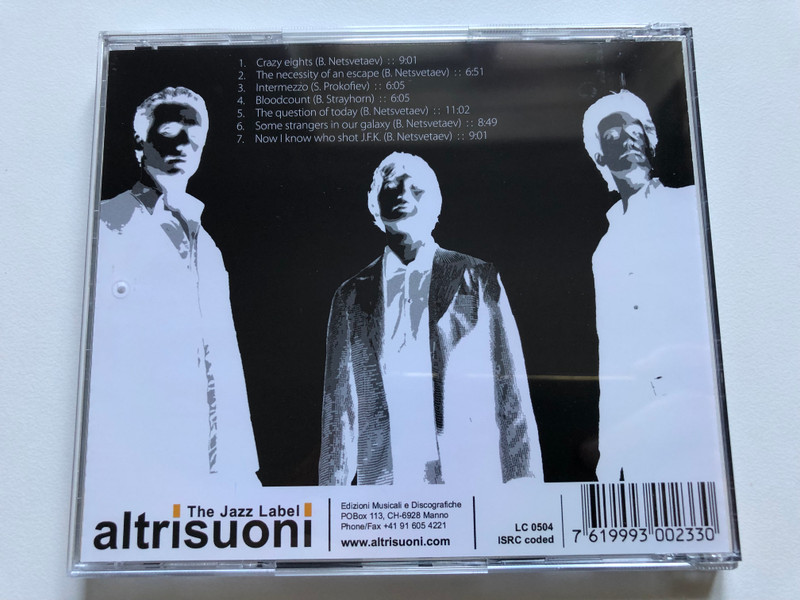 1. Crazy eights (B. Netsvetaev) :: 9:01
2. The necessity of an escape (B. Netsvetaev) :: 6:51
3. Intermezzo (S. Prokofiev) :: 6:05
4. Bloodcount (B. Strayhorn) :: 6:05
5. The question of today (B. Netsvetaev) :: 11:02
6. Some strangers in our galaxy (B. Netsvetaev) :: 8:49
7. Now I know who shot J.F.K. (B. Netsvetaev) :: 9:01
The Jazz Label
altrisuoni
Edizioni Musicali e Discografiche
POBox 113, CH-6928 Manno
Phone/Fax +41 91 605 4221
www.altrisuoni.com
LC 0504
ISRC coded
7 619993 002330